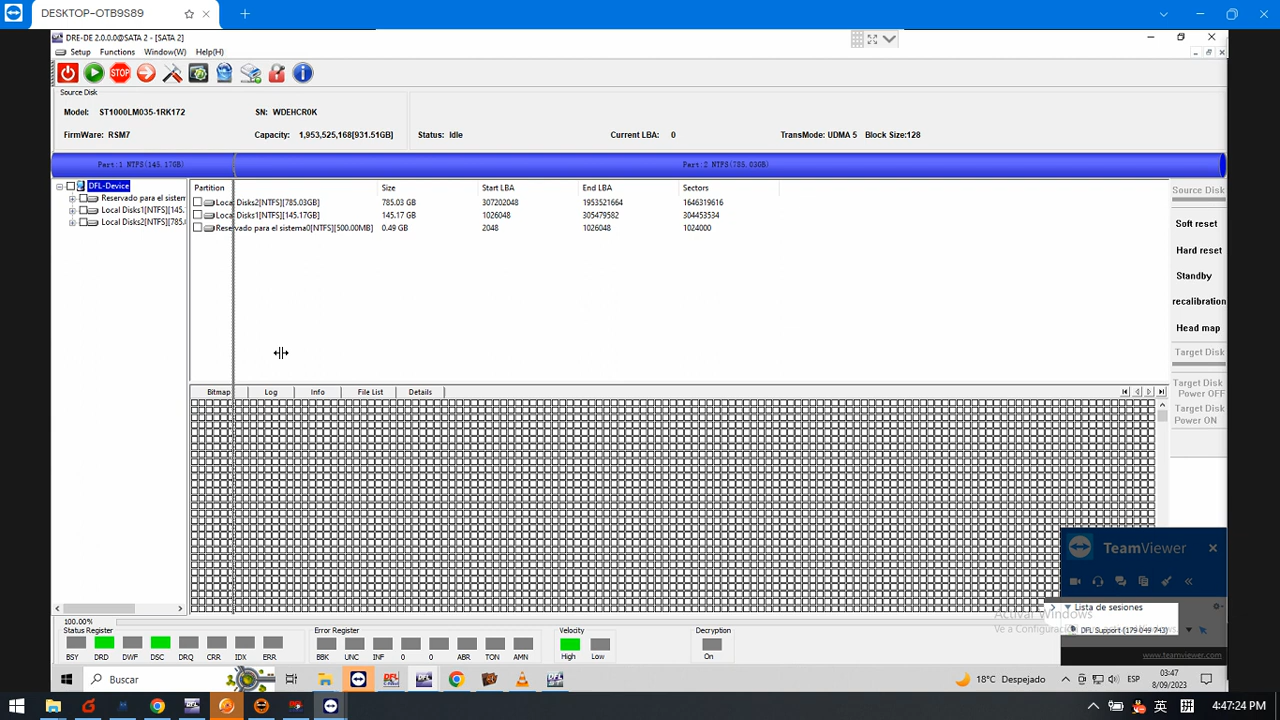 DESKTOP-OTB9S89
DRE-DE 2.0.0.0@SATA 2 - [SATA 2]
Setup Functions Window(W) Help(H)
STOP
Source Disk
Model: ST1000LM035-1RK172 SN: WDEHCR0K
FirmWare: RSM7 Capacity: 1,953,525,168[931.51GB] Status: Idle Current LBA: 0 TransMode: UDMA 5 Block Size:128
Part:1 NTFS(145.17GB) Part:2 NTFS(785.03GB)
DFL-Device
Reservado para el sistem
Local Disks1[NTFS][145.
Local Disks2[NTFS][785.
Partition Size Start LBA End LBA Sectors
Local Disks2[NTFS][785.03GB] 785.03 GB 307202048 1953521664 1646319616
Local Disks1[NTFS][145.17GB] 145.17 GB 1026048 305479582 304453534
Reservado para el sistema0[NTFS][500.00MB] 0.49 GB 2048 1026048 1024000
Source Disk
Soft reset
Hard reset
Standby
recalibration
Head map
Target Disk
Target Disk
Power OFF
Target Disk
Power ON
Bitmap Log Info File List Details
TeamViewer
Lista de sesiones
DFL Support (179 049 743)
www.teamviewer.com
Activar Windows
Ve a Configuración
100.00%
Status Register Error Register Velocity Decryption
BSY DRD DWF DSC DRQ CRR IDX ERR BBK UNC INF 0 0 ABR TON AMN High Low On
Buscar
DFL
18°C Despejado
ESP
03:47
8/09/2023
英 拼 4:47:24 PM